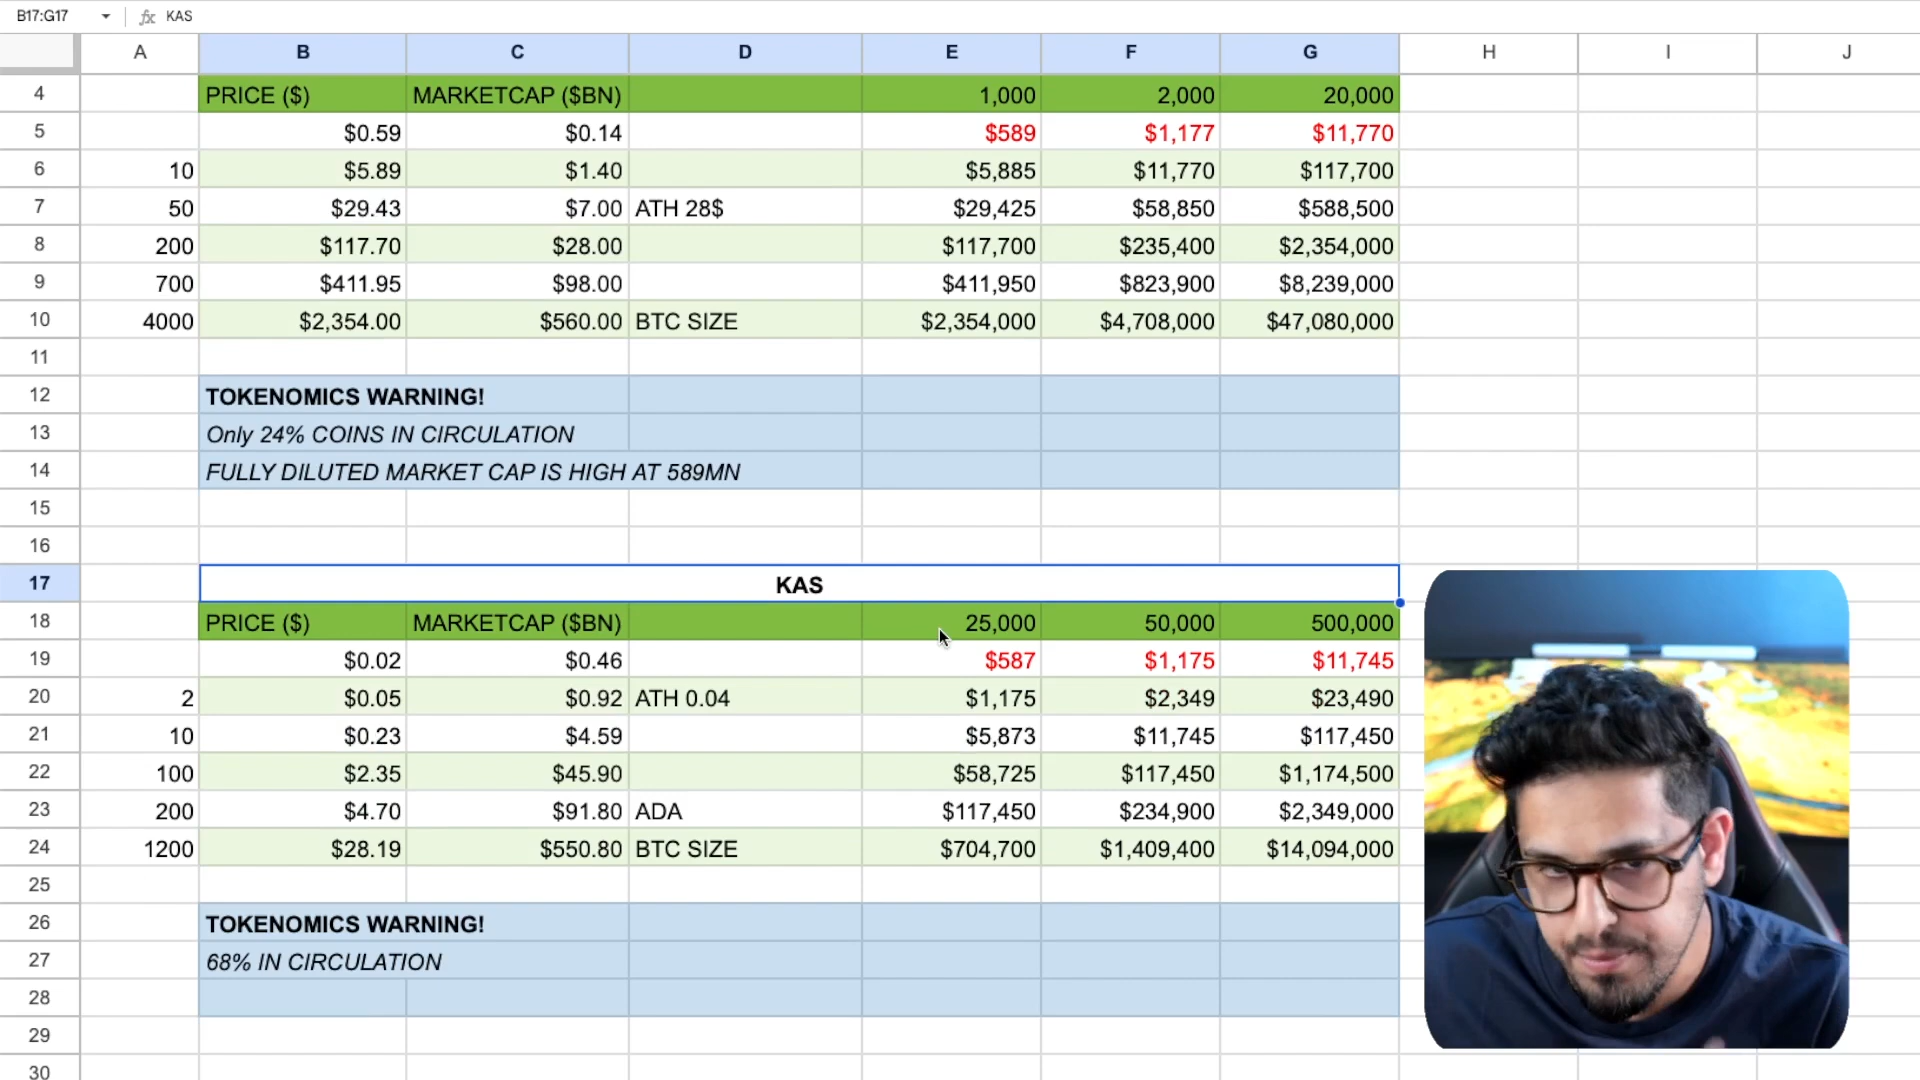 B17:G17 fx KAS
A B C D E F G H I J
4 PRICE ($) MARKETCAP ($BN) 1,000 2,000 20,000
5 $0.59 $0.14 $589 $1,177 $11,770
6 10 $5.89 $1.40 $5,885 $11,770 $117,700
7 50 $29.43 $7.00 ATH 28$ $29,425 $58,850 $588,500
8 200 $117.70 $28.00 $117,700 $235,400 $2,354,000
9 700 $411.95 $98.00 $411,950 $823,900 $8,239,000
10 4000 $2,354.00 $560.00 BTC SIZE $2,354,000 $4,708,000 $47,080,000
11
12 TOKENOMICS WARNING!
13 Only 24% COINS IN CIRCULATION
14 FULLY DILUTED MARKET CAP IS HIGH AT 589MN
15
16
17 KAS
18 PRICE ($) MARKETCAP ($BN) 25,000 50,000 500,000
19 $0.02 $0.46 $587 $1,175 $11,745
20 2 $0.05 $0.92 ATH 0.04 $1,175 $2,349 $23,490
21 10 $0.23 $4.59 $5,873 $11,745 $117,450
22 100 $2.35 $45.90 $58,725 $117,450 $1,174,500
23 200 $4.70 $91.80 ADA $117,450 $234,900 $2,349,000
24 1200 $28.19 $550.80 BTC SIZE $704,700 $1,409,400 $14,094,000
25
26 TOKENOMICS WARNING!
27 68% IN CIRCULATION
28
29
30